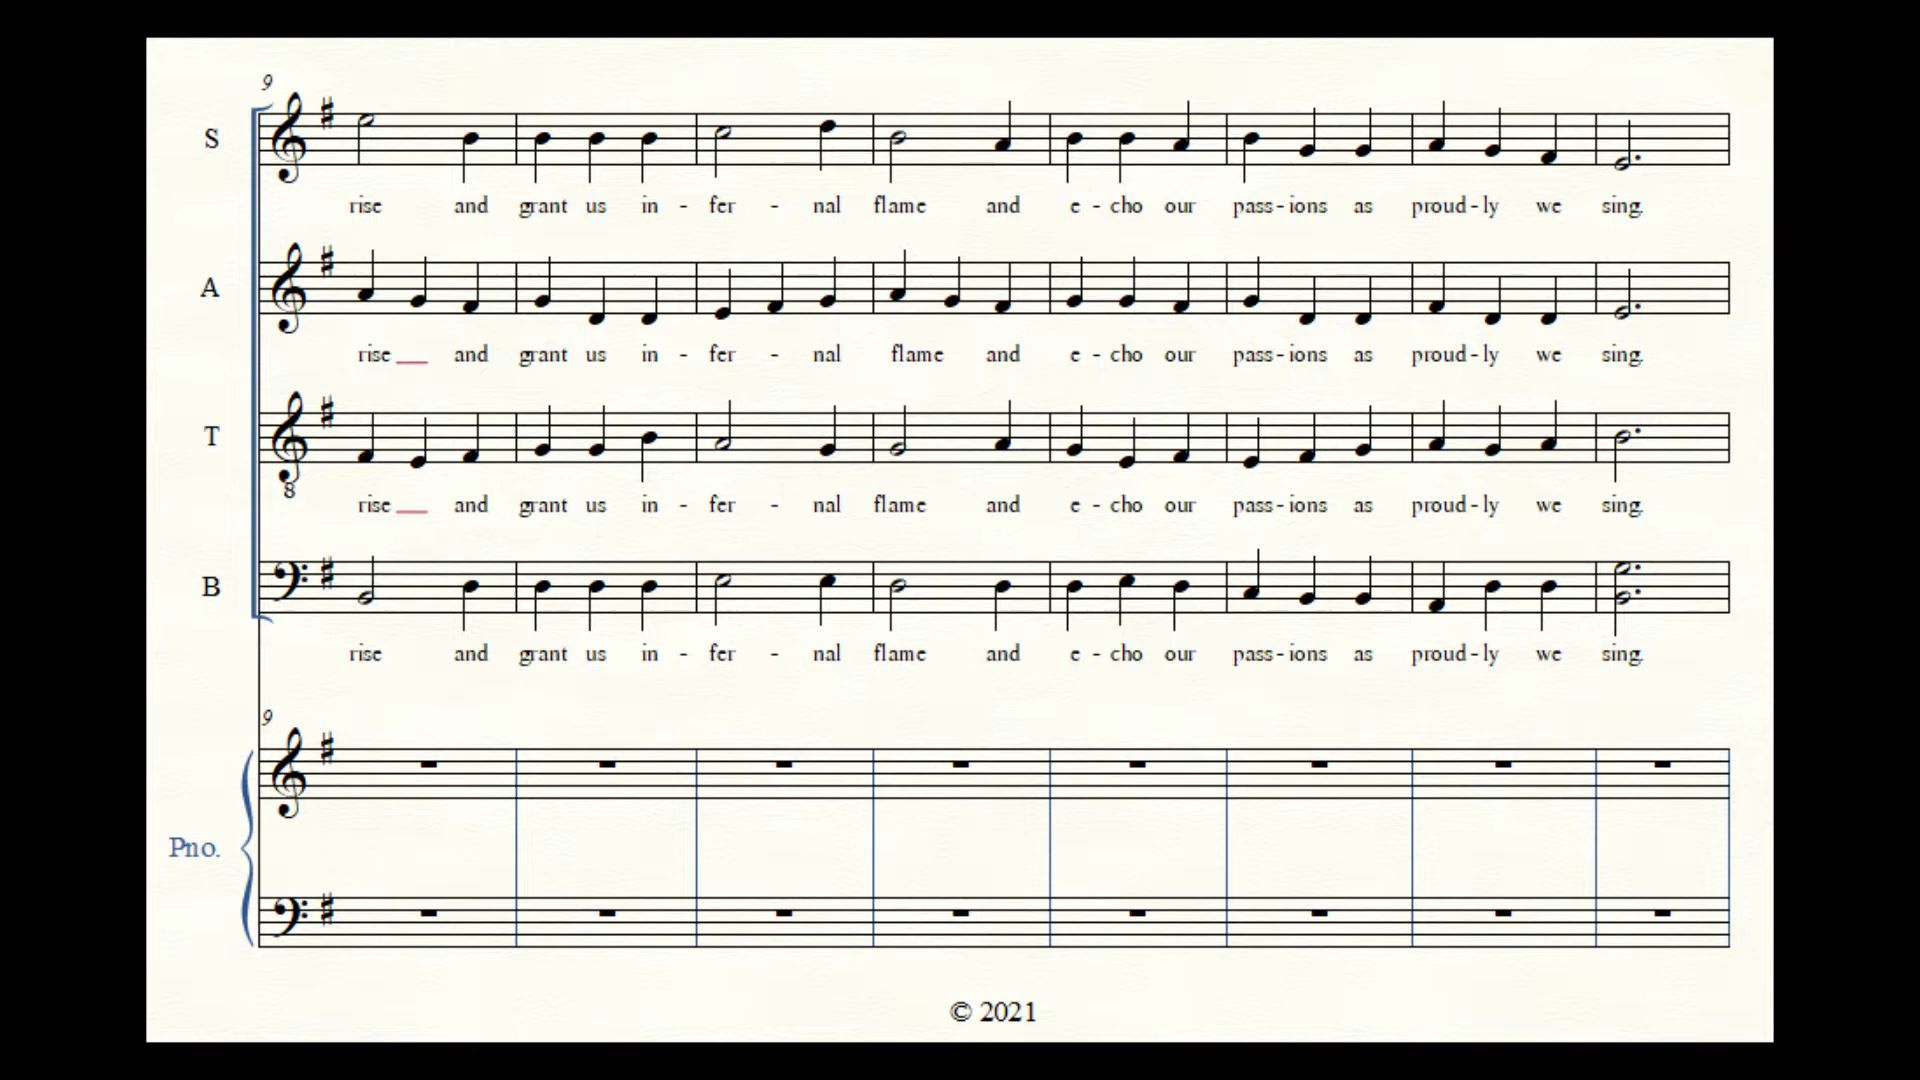 9
S
rise and grant us in - fer - nal flame and e - cho our pass - ions as proud - ly we sing.
A
rise __ and grant us in - fer - nal flame and e - cho our pass - ions as proud - ly we sing.
T
8
rise __ and grant us in - fer - nal flame and e - cho our pass - ions as proud - ly we sing.
B
rise and grant us in - fer - nal flame and e - cho our pass - ions as proud - ly we sing.
9
Pno.
© 2021